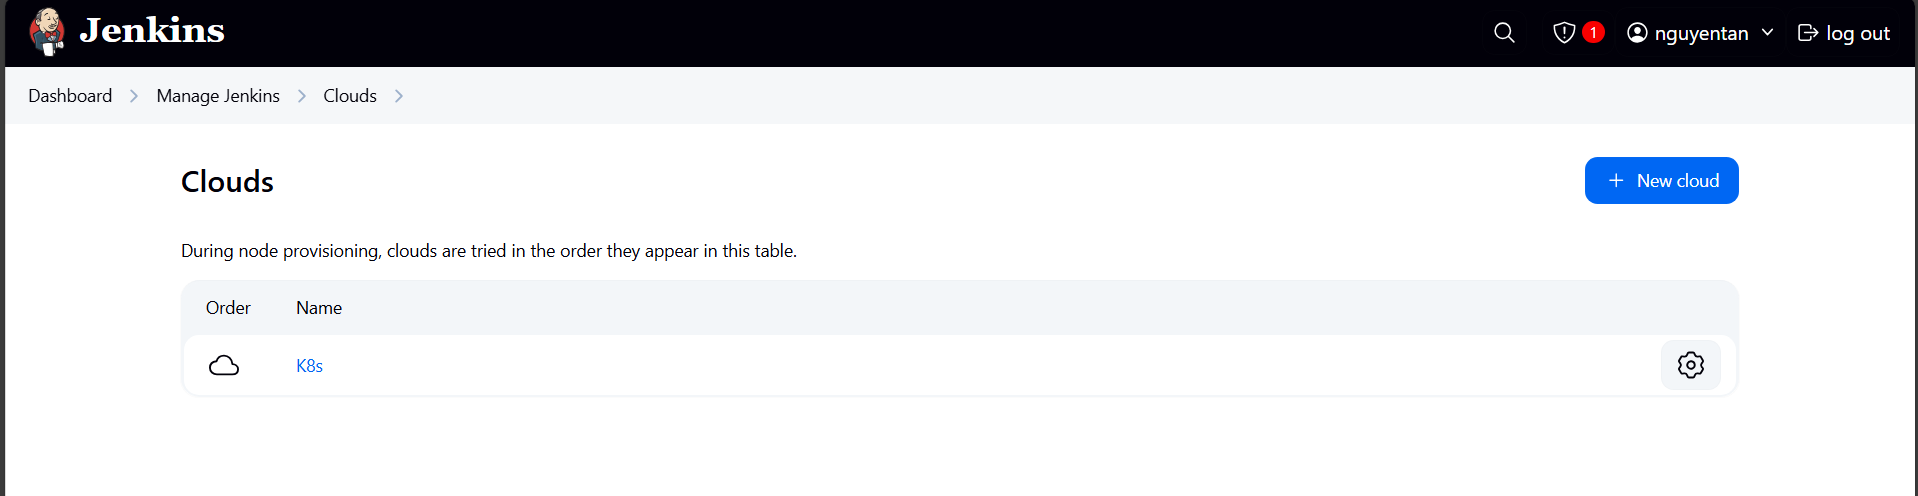 Jenkins 1 nguyentan log out
Dashboard Manage Jenkins Clouds
Clouds New cloud
During node provisioning, clouds are tried in the order they appear in this table.
Order Name
K8s